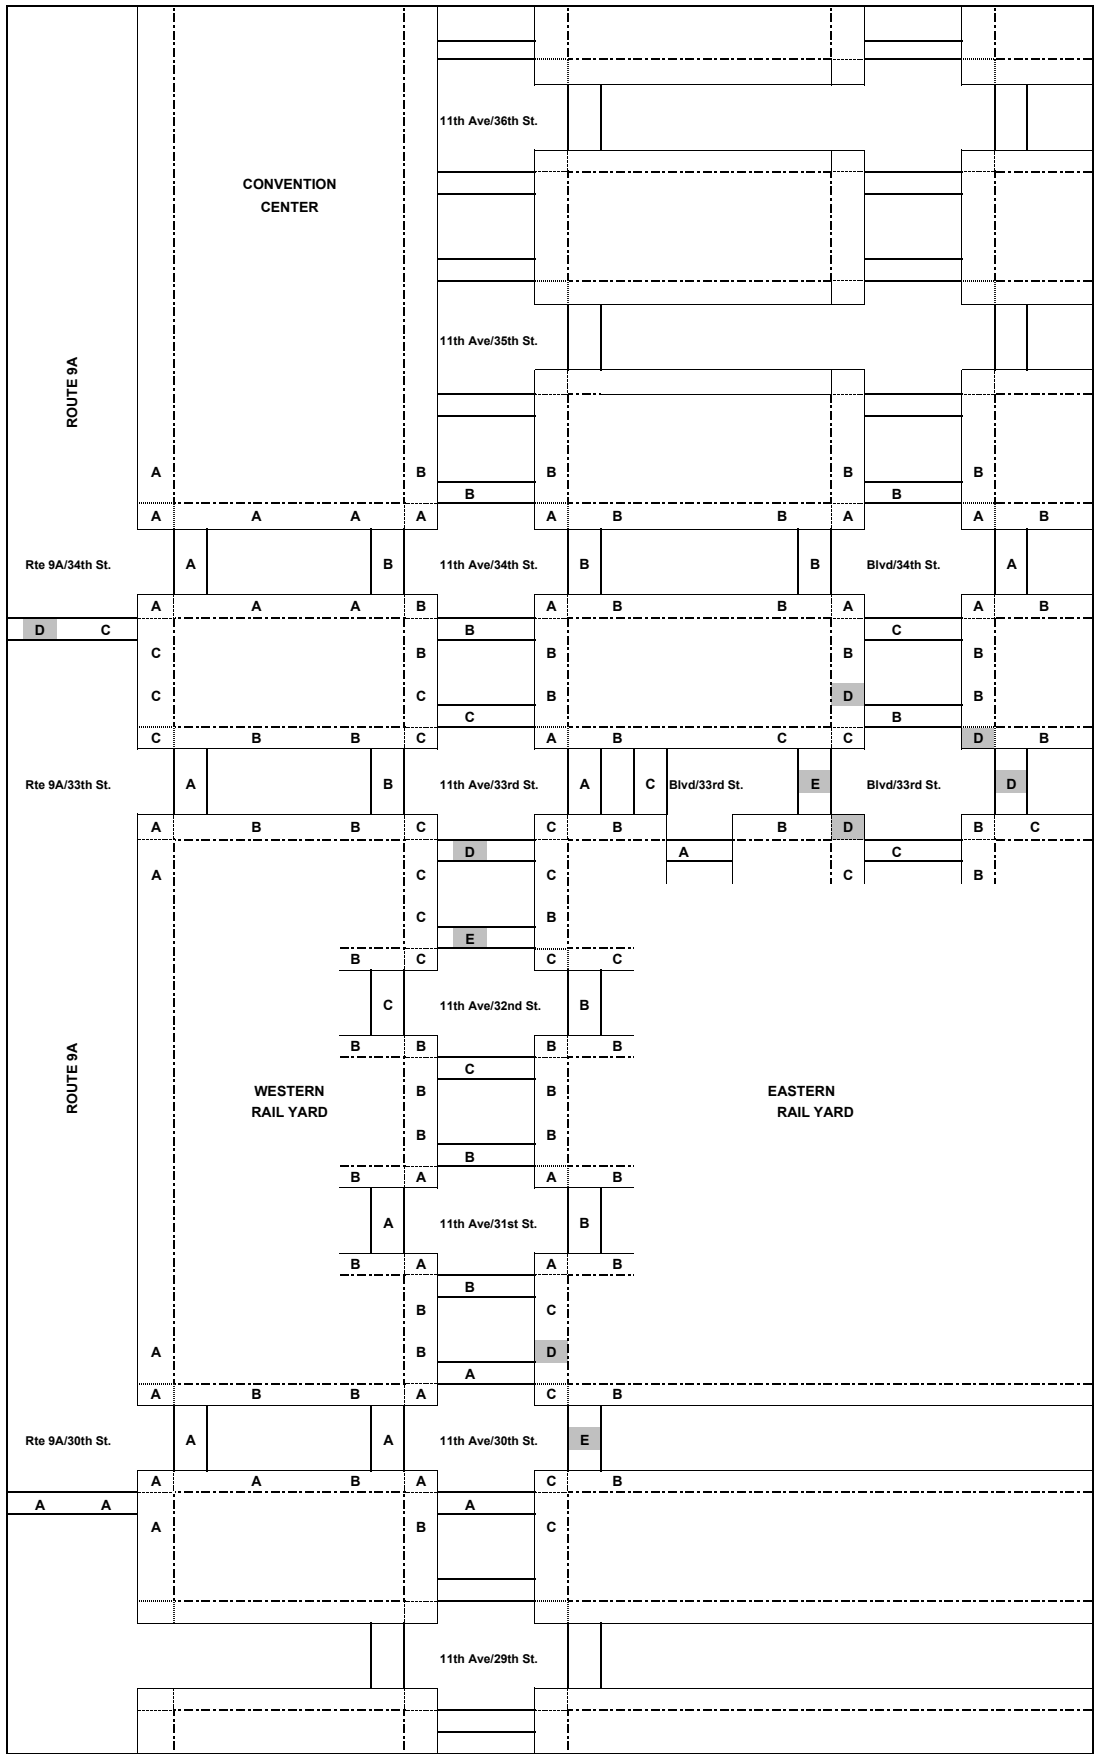 11th Ave/36th St.
CONVENTION
CENTER
11th Ave/35th St.
ROUTE 9A
A B B B B
B B
A A A A A B B A A B
Rte 9A/34th St. A B 11th Ave/34th St. B B Blvd/34th St. A
A A A B A B B A A B
D C B C
C B B B B
C C B D B
C B
C B B C A B C C D B
Rte 9A/33rd St. A B 11th Ave/33rd St. A C Blvd/33rd St. E Blvd/33rd St. D
A B B C C B B D B C
D A C
A C C C B
C B
E
B C C C
C 11th Ave/32nd St. B
B B B B
C
ROUTE 9A
WESTERN
RAIL YARD
B B
EASTERN
RAIL YARD
B B
B
B A A B
A 11th Ave/31st St. B
B A A B
B
B C
A B D
A
A B B A C B
Rte 9A/30th St. A A 11th Ave/30th St. E
A A B A C B
A A A
A B C
11th Ave/29th St.